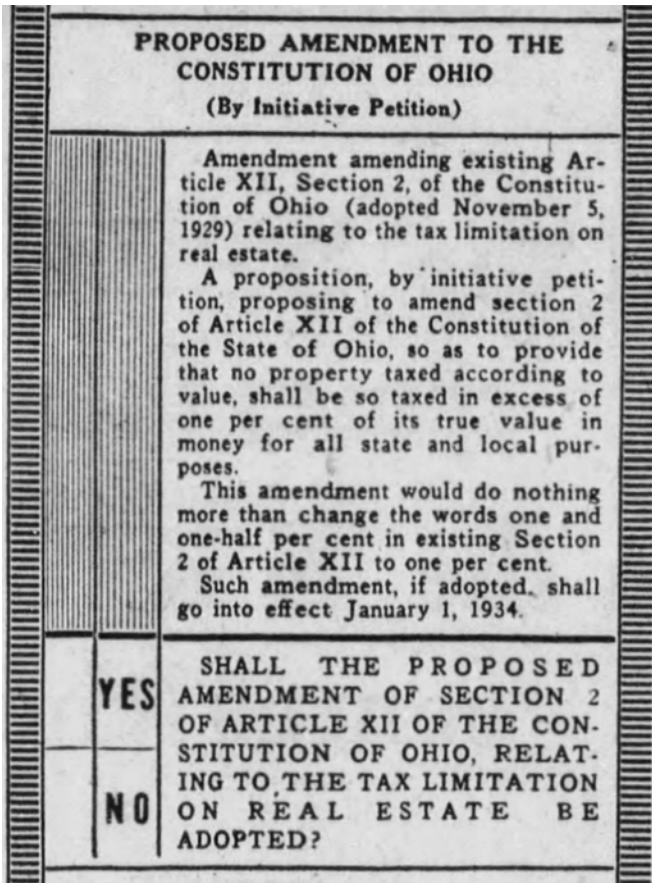 PROPOSED AMENDMENT TO THE
CONSTITUTION OF OHIO
(By Initiative Petition)
Amendment amending existing Ar-
ticle XII, Section 2, of the Constitu-
tion of Ohio (adopted November 5,
1929) relating to the tax limitation on
real estate.
A proposition, by initiative peti-
tion, proposing to amend section 2
of Article XII of the Constitution of
the State of Ohio, so as to provide
that no property taxed according to
value, shall be so taxed in excess of
one per cent of its true value in
money for all state and local pur-
poses.
This amendment would do nothing
more than change the words one and
one-half per cent in existing Section
2 of Article XII to one per cent.
Such amendment, if adopted, shall
go into effect January 1, 1934.
YES
NO
SHALL THE PROPOSED
AMENDMENT OF SECTION 2
OF ARTICLE XII OF THE CON-
STITUTION OF OHIO, RELAT-
ING TO THE TAX LIMITATION
ON REAL ESTATE BE
ADOPTED?